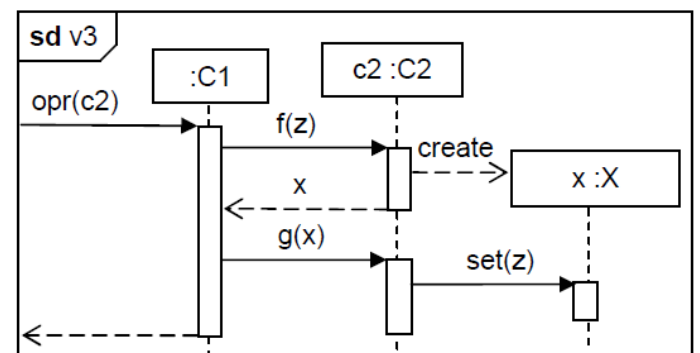 sd v3
:C1
c2 :C2
opr(c2)
f(z)
create
x :X
x
g(x)
set(z)